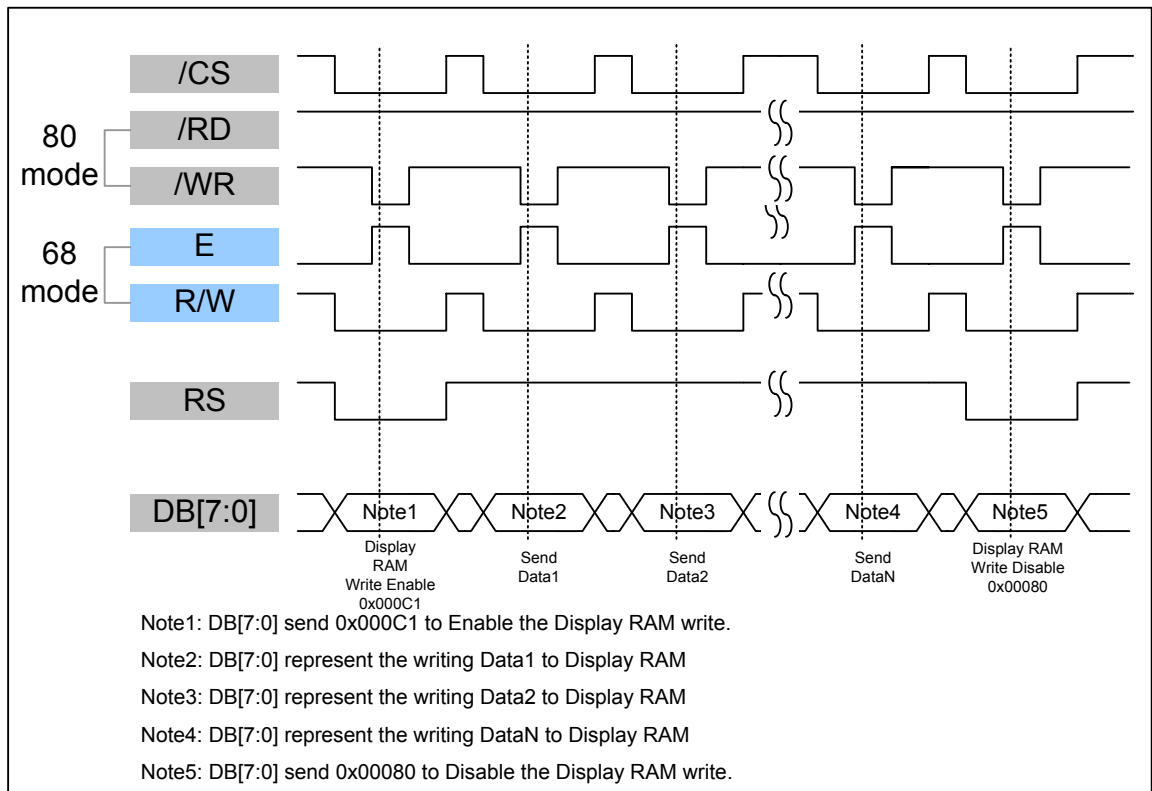 /CS
80
mode
/RD
/WR
68
mode
E
R/W
RS
DB[7:0]
Note1
Note2
Note3
Note4
Note5
Display
RAM
Write Enable
0x000C1
Send
Data1
Send
Data2
Send
DataN
Display RAM
Write Disable
0x00080
Note1: DB[7:0] send 0x000C1 to Enable the Display RAM write.
Note2: DB[7:0] represent the writing Data1 to Display RAM
Note3: DB[7:0] represent the writing Data2 to Display RAM
Note4: DB[7:0] represent the writing DataN to Display RAM
Note5: DB[7:0] send 0x00080 to Disable the Display RAM write.